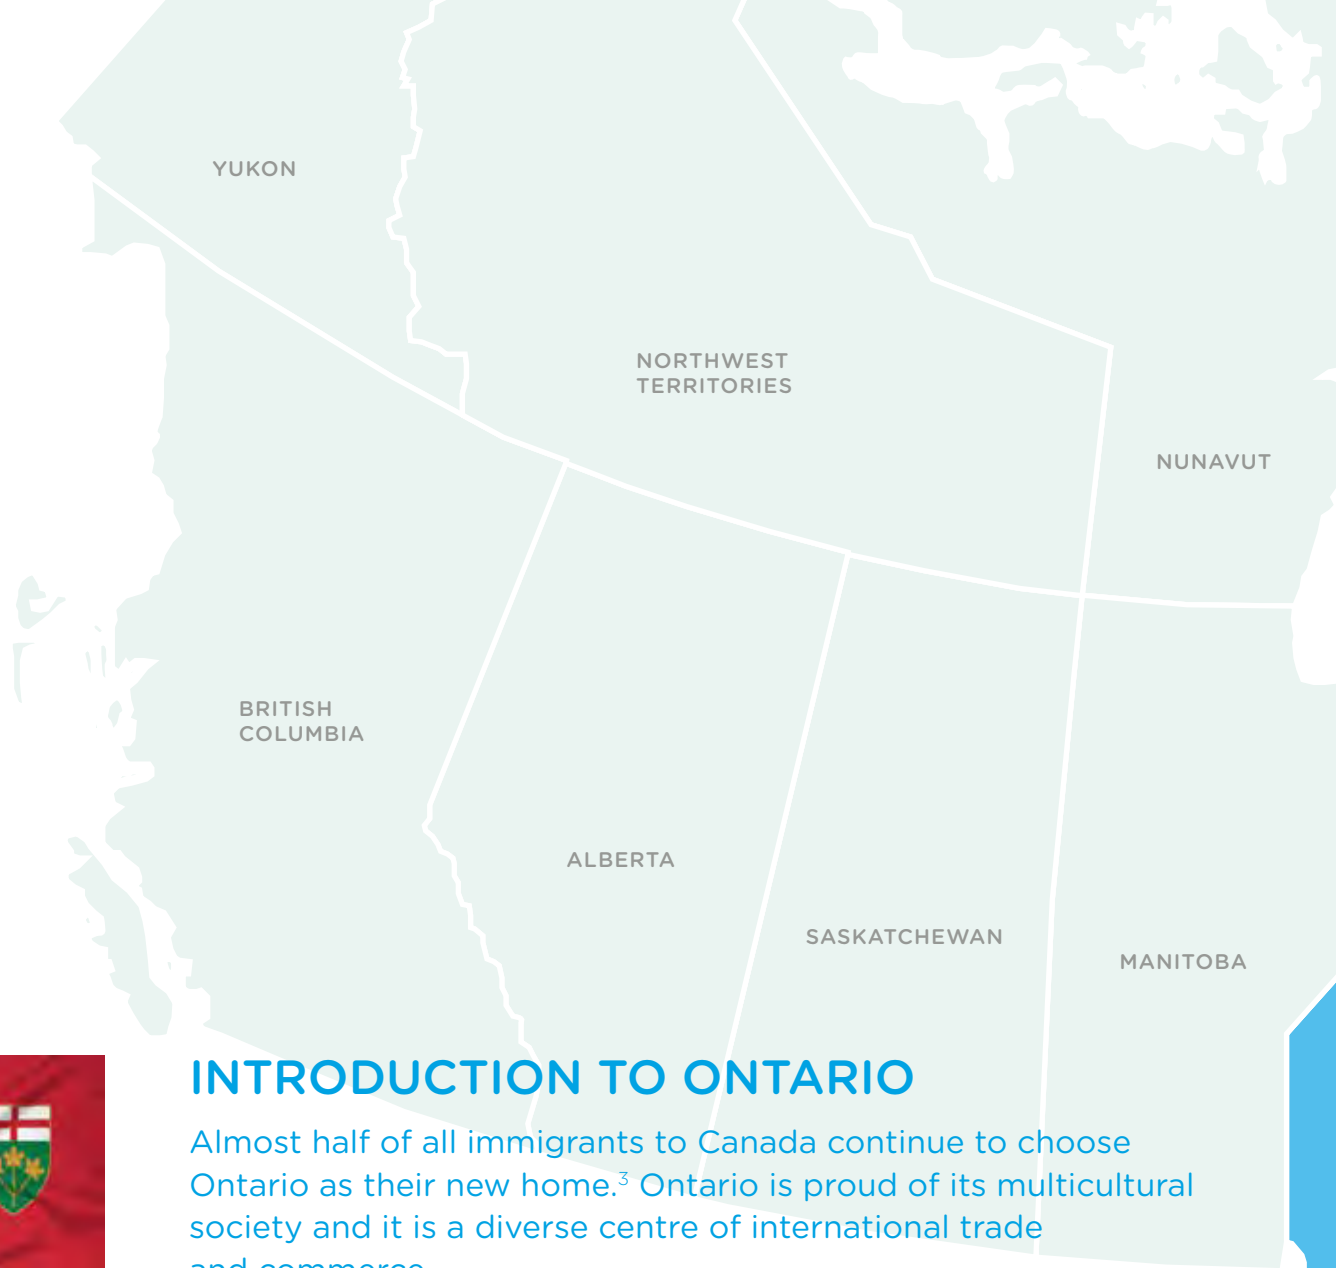 YUKON
NORTHWEST
TERRITORIES
NUNAVUT
BRITISH
COLUMBIA
ALBERTA
SASKATCHEWAN
MANITOBA
INTRODUCTION TO ONTARIO
Almost half of all immigrants to Canada continue to choose
Ontario as their new home.³ Ontario is proud of its multicultural
society and it is a diverse centre of international trade
and commerce